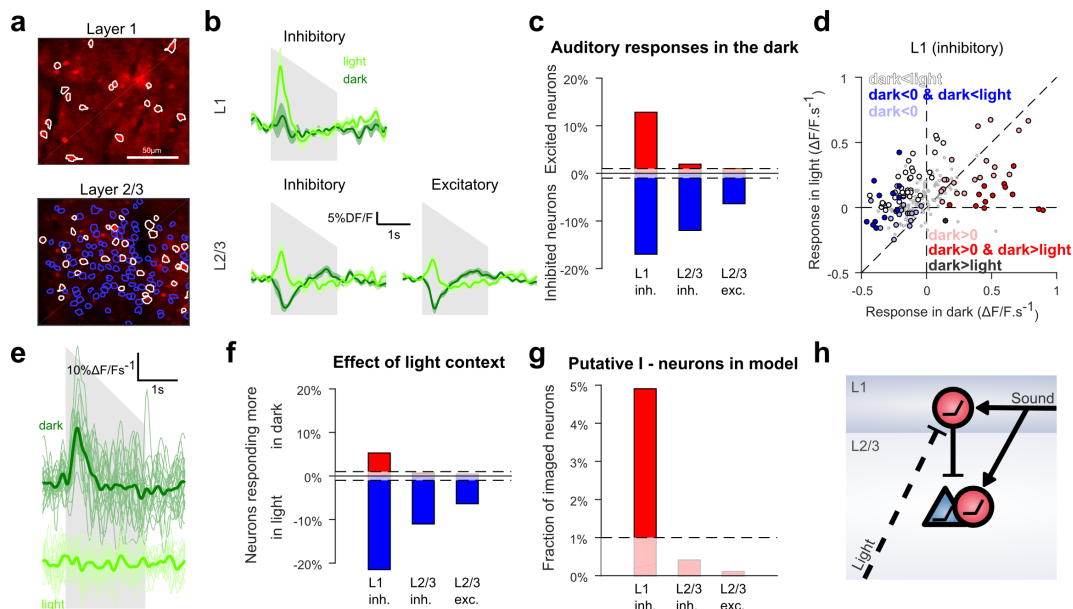 a
Layer 1
50µm
Layer 2/3
b
Inhibitory
light
dark
L1
Inhibitory
Excitatory
5%DF/F
1s
L2/3
c
Auditory responses in the dark
20%
10%
0%
-10%
-20%
Excited neurons
Inhibited neurons
L1 inh.
L2/3 inh.
L2/3 exc.
d
L1 (inhibitory)
dark<light
dark<0 & dark<light
dark<0
dark>0
dark>0 & dark>light
dark>light
1
0.5
0
-0.5
Response in light (ΔF/F.s⁻¹)
-0.5
0
0.5
1
Response in dark (ΔF/F.s⁻¹)
e
10%ΔF/Fs⁻¹
1s
dark
light
f
Effect of light context
20%
10%
0%
-10%
-20%
Neurons responding more
in dark
in light
L1 inh.
L2/3 inh.
L2/3 exc.
g
Putative I - neurons in model
5%
4%
3%
2%
1%
0%
Fraction of imaged neurons
L1 inh.
L2/3 inh.
L2/3 exc.
h
L1
Sound
L2/3
Light